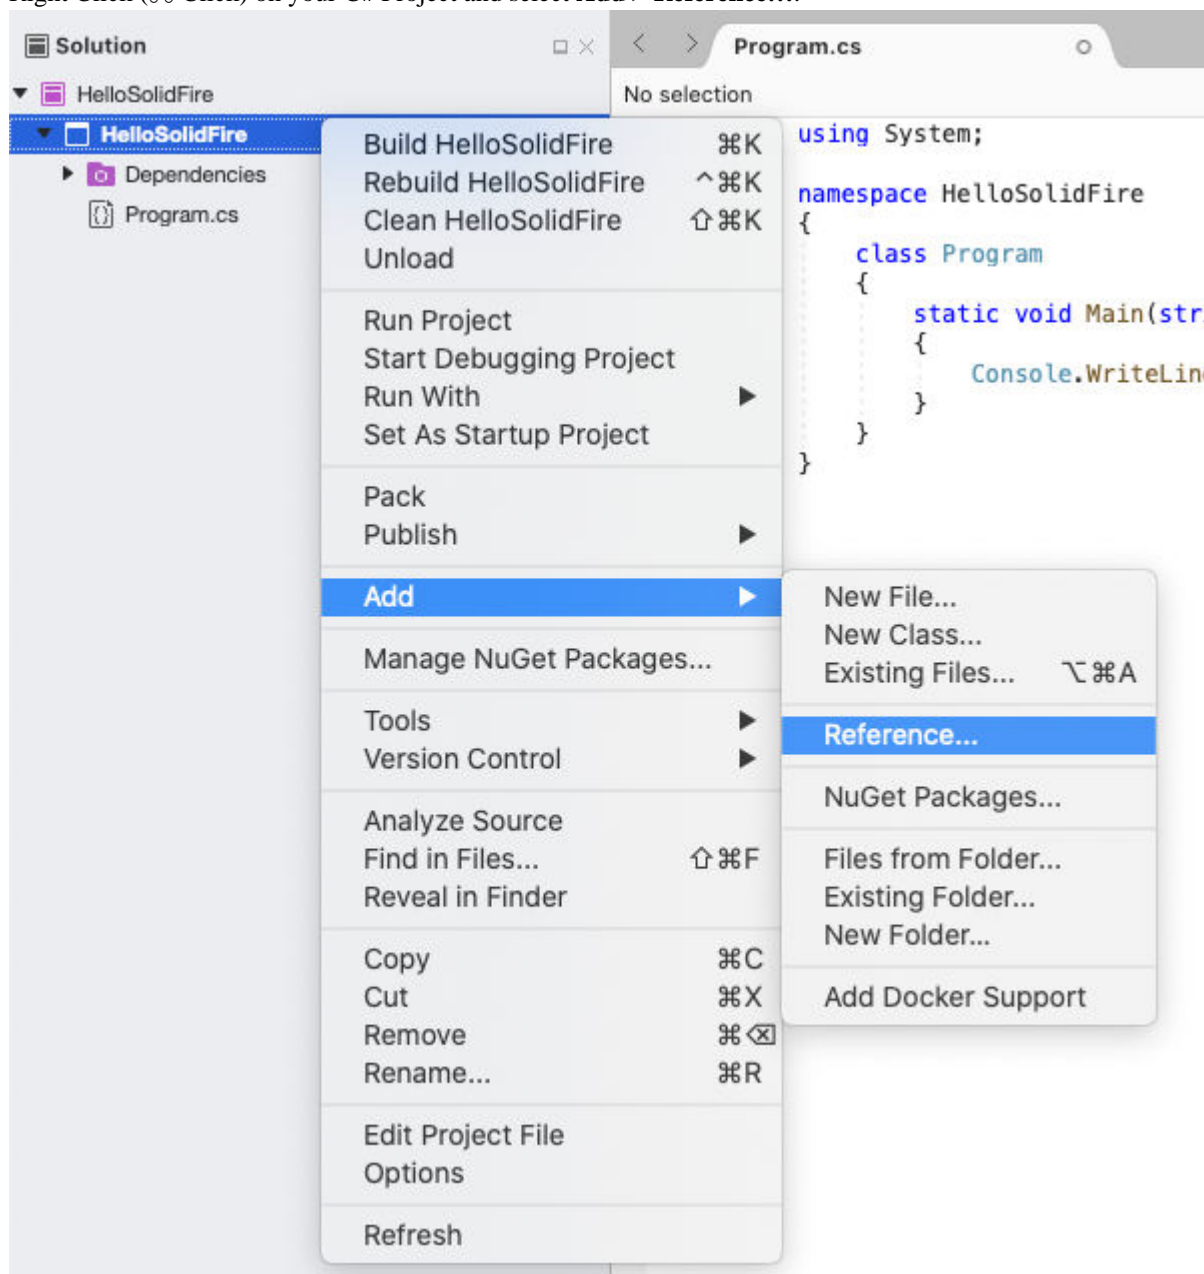 Solution
HelloSolidFire
HelloSolidFire
Dependencies
Program.cs
Build HelloSolidFire ⌘K
Rebuild HelloSolidFire ^⌘K
Clean HelloSolidFire ⇧⌘K
Unload
Run Project
Start Debugging Project
Run With
Set As Startup Project
Pack
Publish
Add
Manage NuGet Packages...
Tools
Version Control
Analyze Source
Find in Files... ⇧⌘F
Reveal in Finder
Copy ⌘C
Cut ⌘X
Remove ⌘⌫
Rename... ⌘R
Edit Project File
Options
Refresh
New File...
New Class...
Existing Files... ⌥⌘A
Reference...
NuGet Packages...
Files from Folder...
Existing Folder...
New Folder...
Add Docker Support
Program.cs
No selection
using System;
namespace HelloSolidFire
{
class Program
{
static void Main(str
{
Console.WriteLin
}
}
}